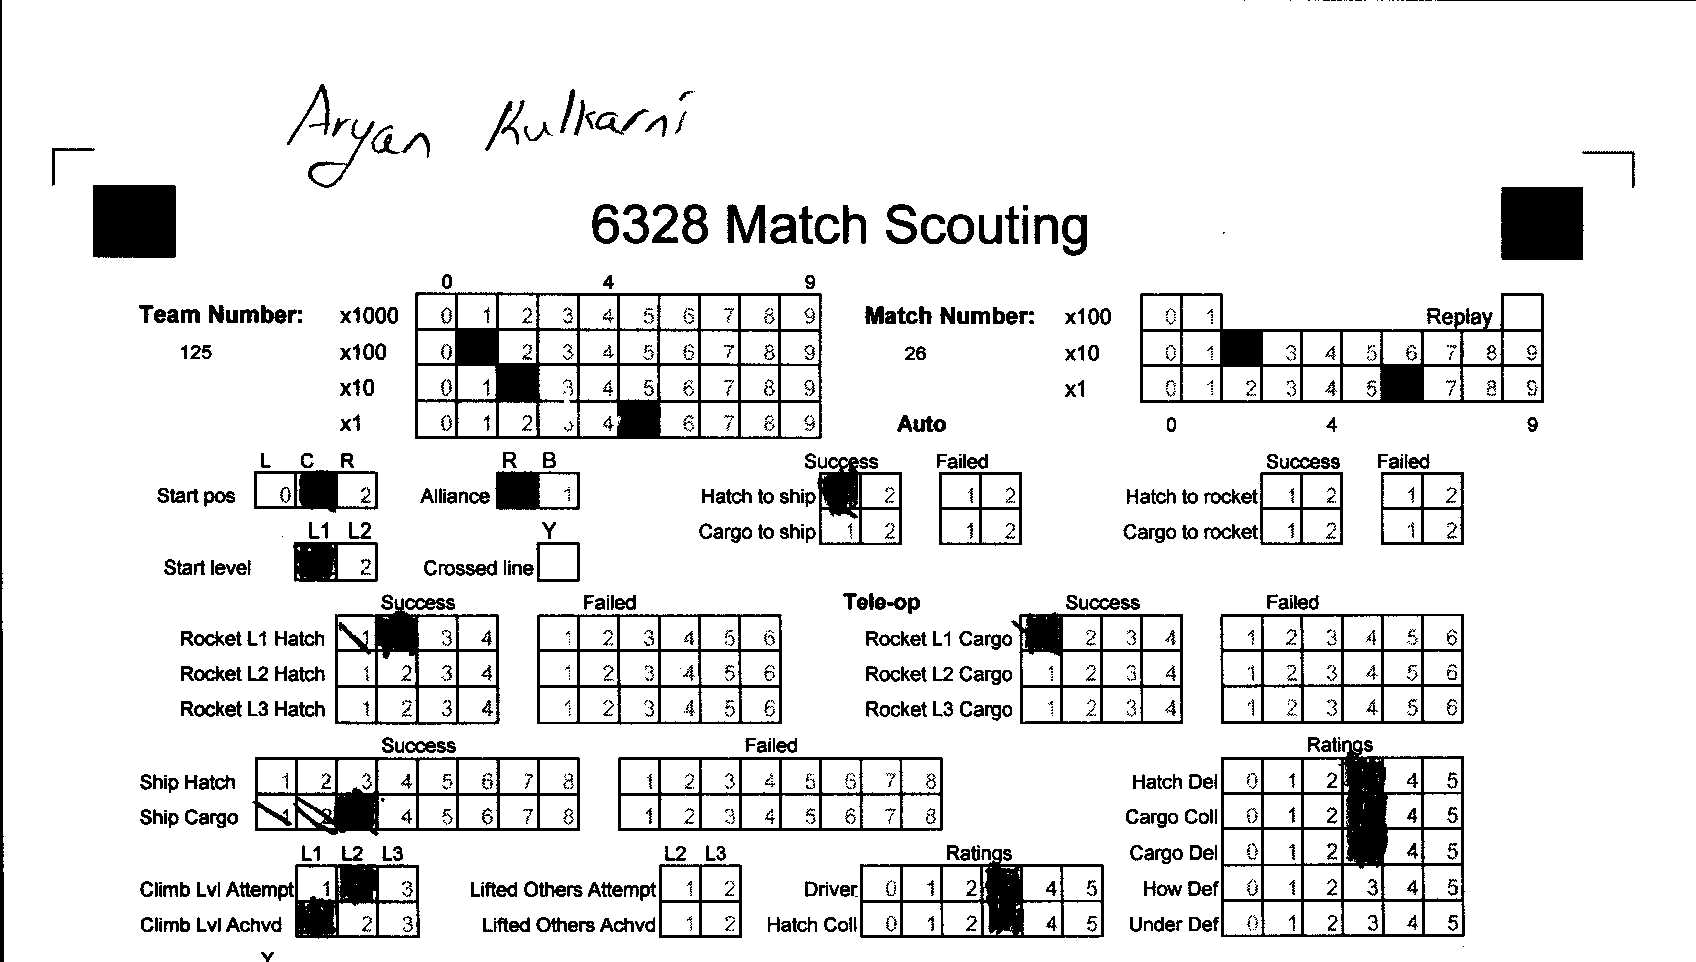 Aryan Kulkarni
6328 Match Scouting
0 4 9
Team Number: x1000 0 1 2 3 4 5 6 7 8 9 Match Number: x100 0 1 Replay
125 x100 0 2 3 4 5 6 7 8 9 26 x10 0 1 3 4 5 6 7 8 9
x10 0 1 3 4 5 6 7 8 9 x1 0 1 2 3 4 5 7 8 9
x1 0 1 2 3 4 6 7 8 9 Auto 0 4 9
L C R R B Success Failed Success Failed
Start pos 0 2 Alliance 1 Hatch to ship 2 1 2 Hatch to rocket 1 2 1 2
Cargo to ship 1 2 1 2 Cargo to rocket 1 2 1 2
L1 L2 Y
Start level 2 Crossed line
Success Failed Tele-op Success Failed
Rocket L1 Hatch 1 3 4 1 2 3 4 5 6 Rocket L1 Cargo 2 3 4 1 2 3 4 5 6
Rocket L2 Hatch 1 2 3 4 1 2 3 4 5 6 Rocket L2 Cargo 1 2 3 4 1 2 3 4 5 6
Rocket L3 Hatch 1 2 3 4 1 2 3 4 5 6 Rocket L3 Cargo 1 2 3 4 1 2 3 4 5 6
Success Failed Ratings
Ship Hatch 1 2 3 4 5 6 7 8 1 2 3 4 5 6 7 8 Hatch Del 0 1 2 4 5
Ship Cargo 1 2 4 5 6 7 8 1 2 3 4 5 6 7 8 Cargo Coll 0 1 2 4 5
L1 L2 L3 L2 L3 Ratings Cargo Del 0 1 2 4 5
Climb Lvl Attempt 1 3 Lifted Others Attempt 1 2 Driver 0 1 2 4 5 How Def 0 1 2 3 4 5
Climb Lvl Achvd 2 3 Lifted Others Achvd 1 2 Hatch Coll 0 1 2 4 5 Under Def 0 1 2 3 4 5
Y